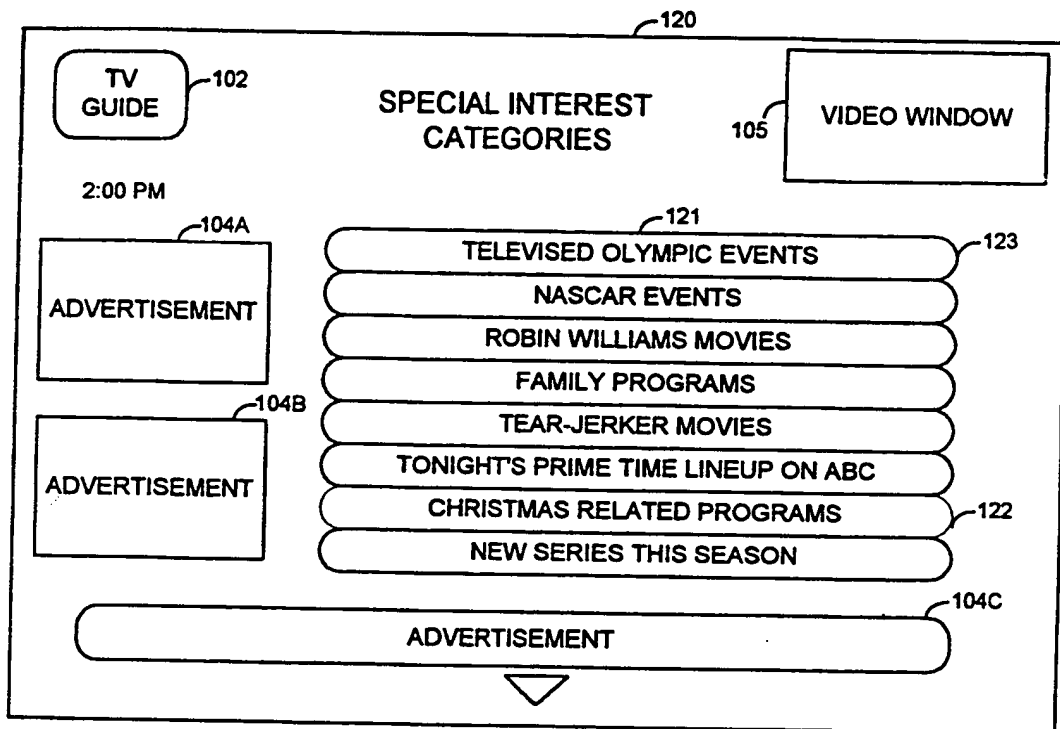 120
TV
GUIDE
102
SPECIAL INTEREST
CATEGORIES
105
VIDEO WINDOW
2:00 PM
104A
ADVERTISEMENT
104B
ADVERTISEMENT
121
123
TELEVISED OLYMPIC EVENTS
NASCAR EVENTS
ROBIN WILLIAMS MOVIES
FAMILY PROGRAMS
TEAR-JERKER MOVIES
TONIGHT'S PRIME TIME LINEUP ON ABC
CHRISTMAS RELATED PROGRAMS
122
NEW SERIES THIS SEASON
104C
ADVERTISEMENT